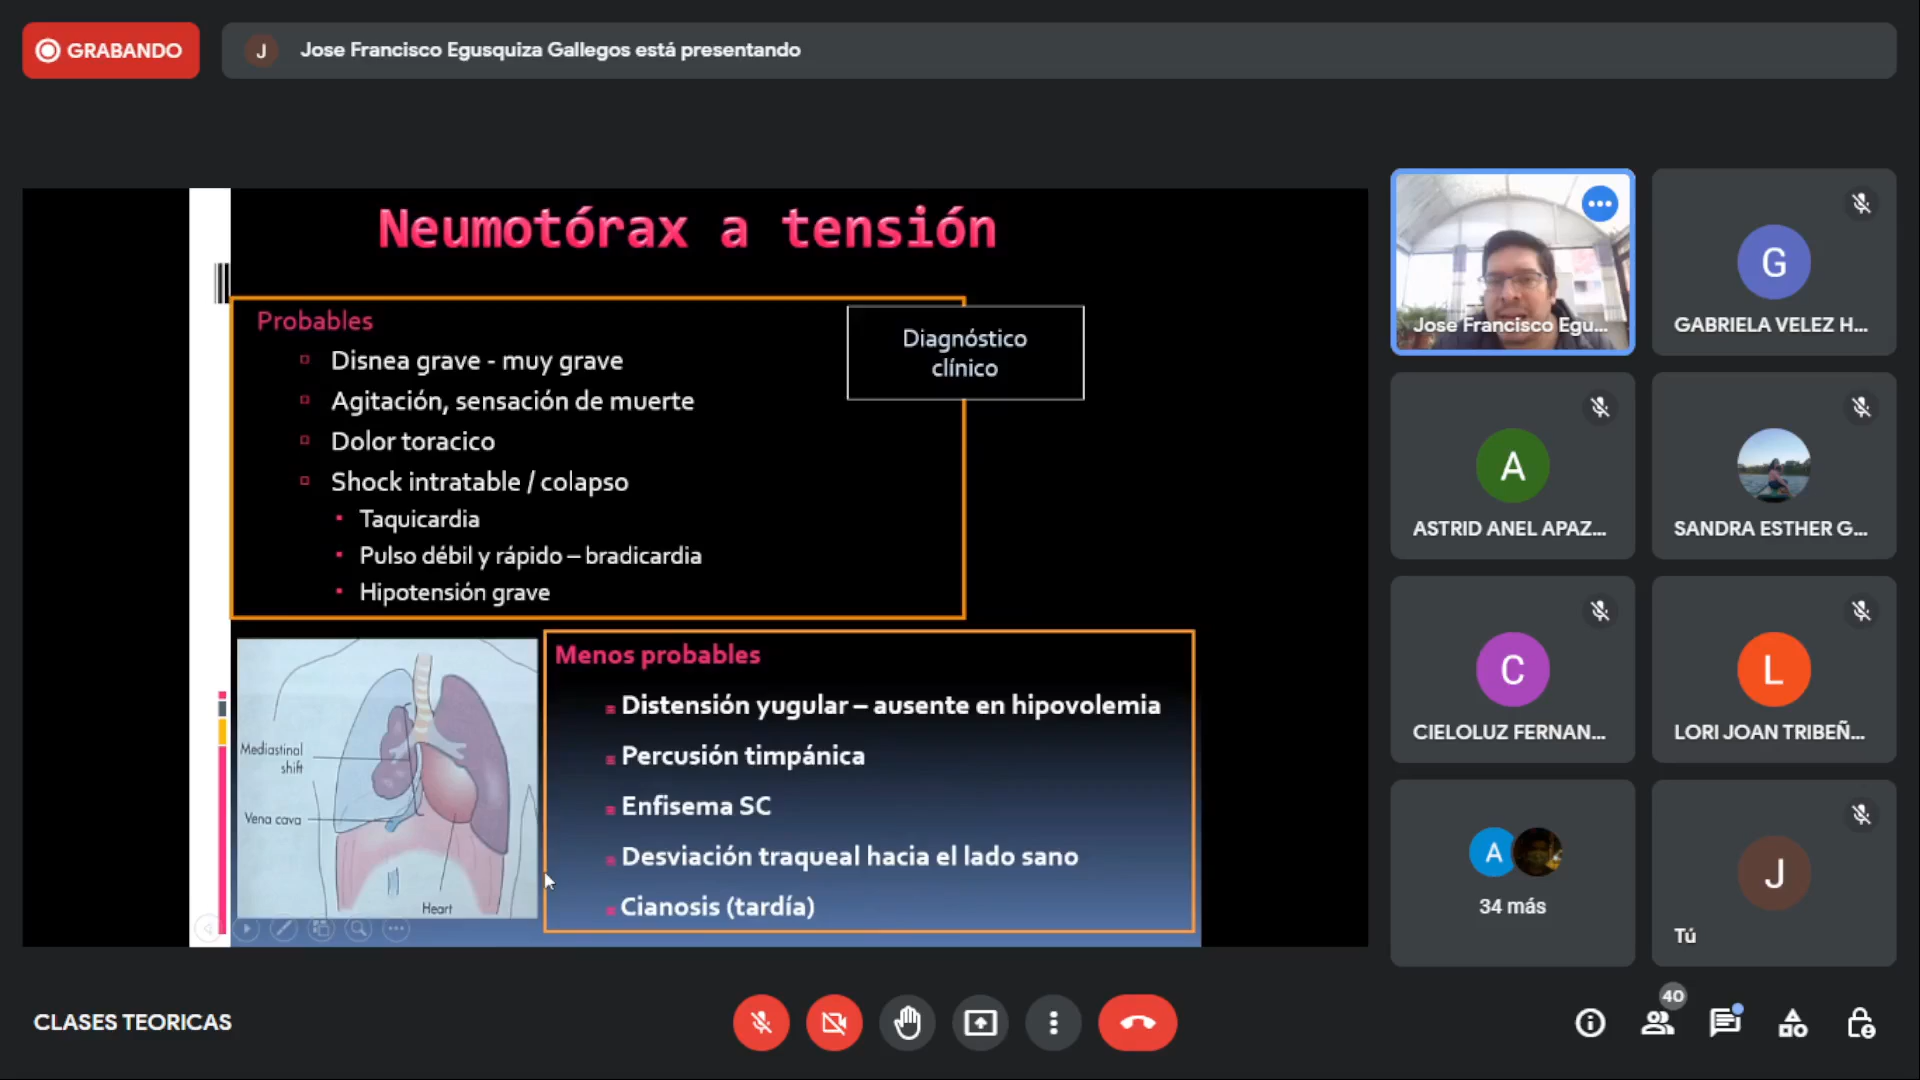 GRABANDO
J
Jose Francisco Egusquiza Gallegos está presentando
Neumotórax a tensión
Probables
Disnea grave - muy grave
Agitación, sensación de muerte
Dolor toracico
Shock intratable / colapso
Taquicardia
Pulso débil y rápido – bradicardia
Hipotensión grave
Diagnóstico
clínico
Mediastinal
shift
Vena cava
Heart
Menos probables
Distensión yugular – ausente en hipovolemia
Percusión timpánica
Enfisema SC
Desviación traqueal hacia el lado sano
Cianosis (tardía)
Jose Francisco Egu...
G
GABRIELA VELEZ H...
A
ASTRID ANEL APAZ...
SANDRA ESTHER G...
C
CIELOLUZ FERNAN...
L
LORI JOAN TRIBEÑ...
A
34 más
J
Tú
CLASES TEORICAS
40